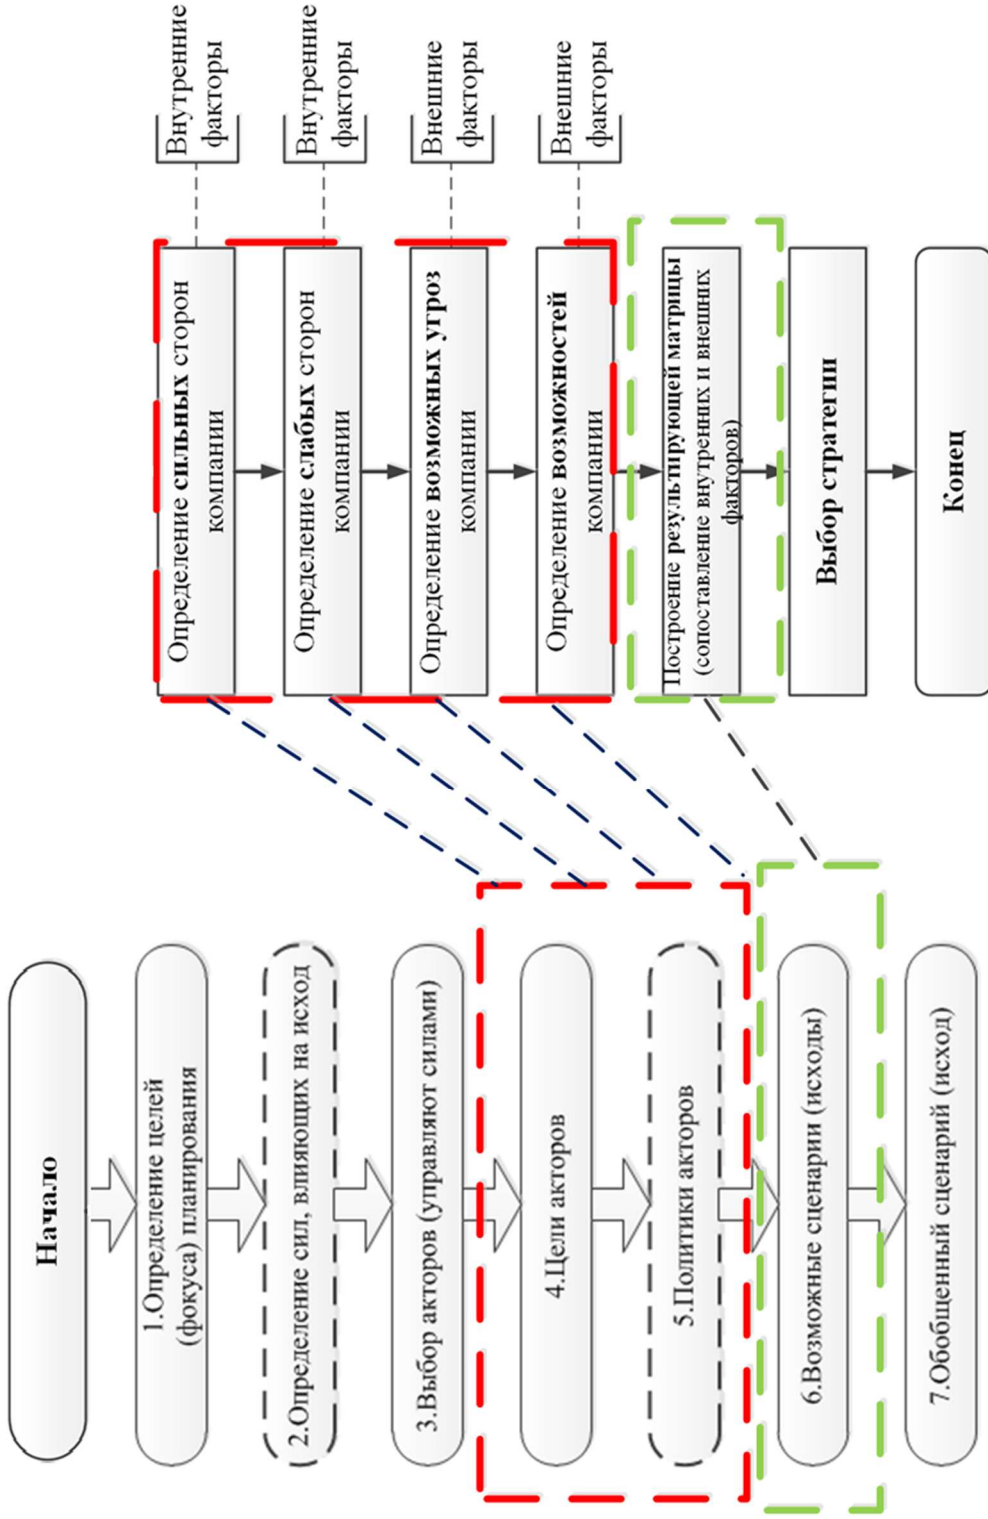 Начало
1.Определение целей
(фокуса) планирования
2.Определение сил, влияющих на исход
3.Выбор акторов (управляют силами)
4.Цели акторов
5.Политики акторов
6.Возможные сценарии (исходы)
7.Обобщенный сценарий (исход)
Определение сильных сторон
компании
Внутренние
факторы
Определение слабых сторон
компании
Внутренние
факторы
Определение возможных угроз
компании
Внешние
факторы
Определение возможностей
компании
Внешние
факторы
Построение результирующей матрицы
(сопоставление внутренних и внешних
факторов)
Выбор стратегии
Конец